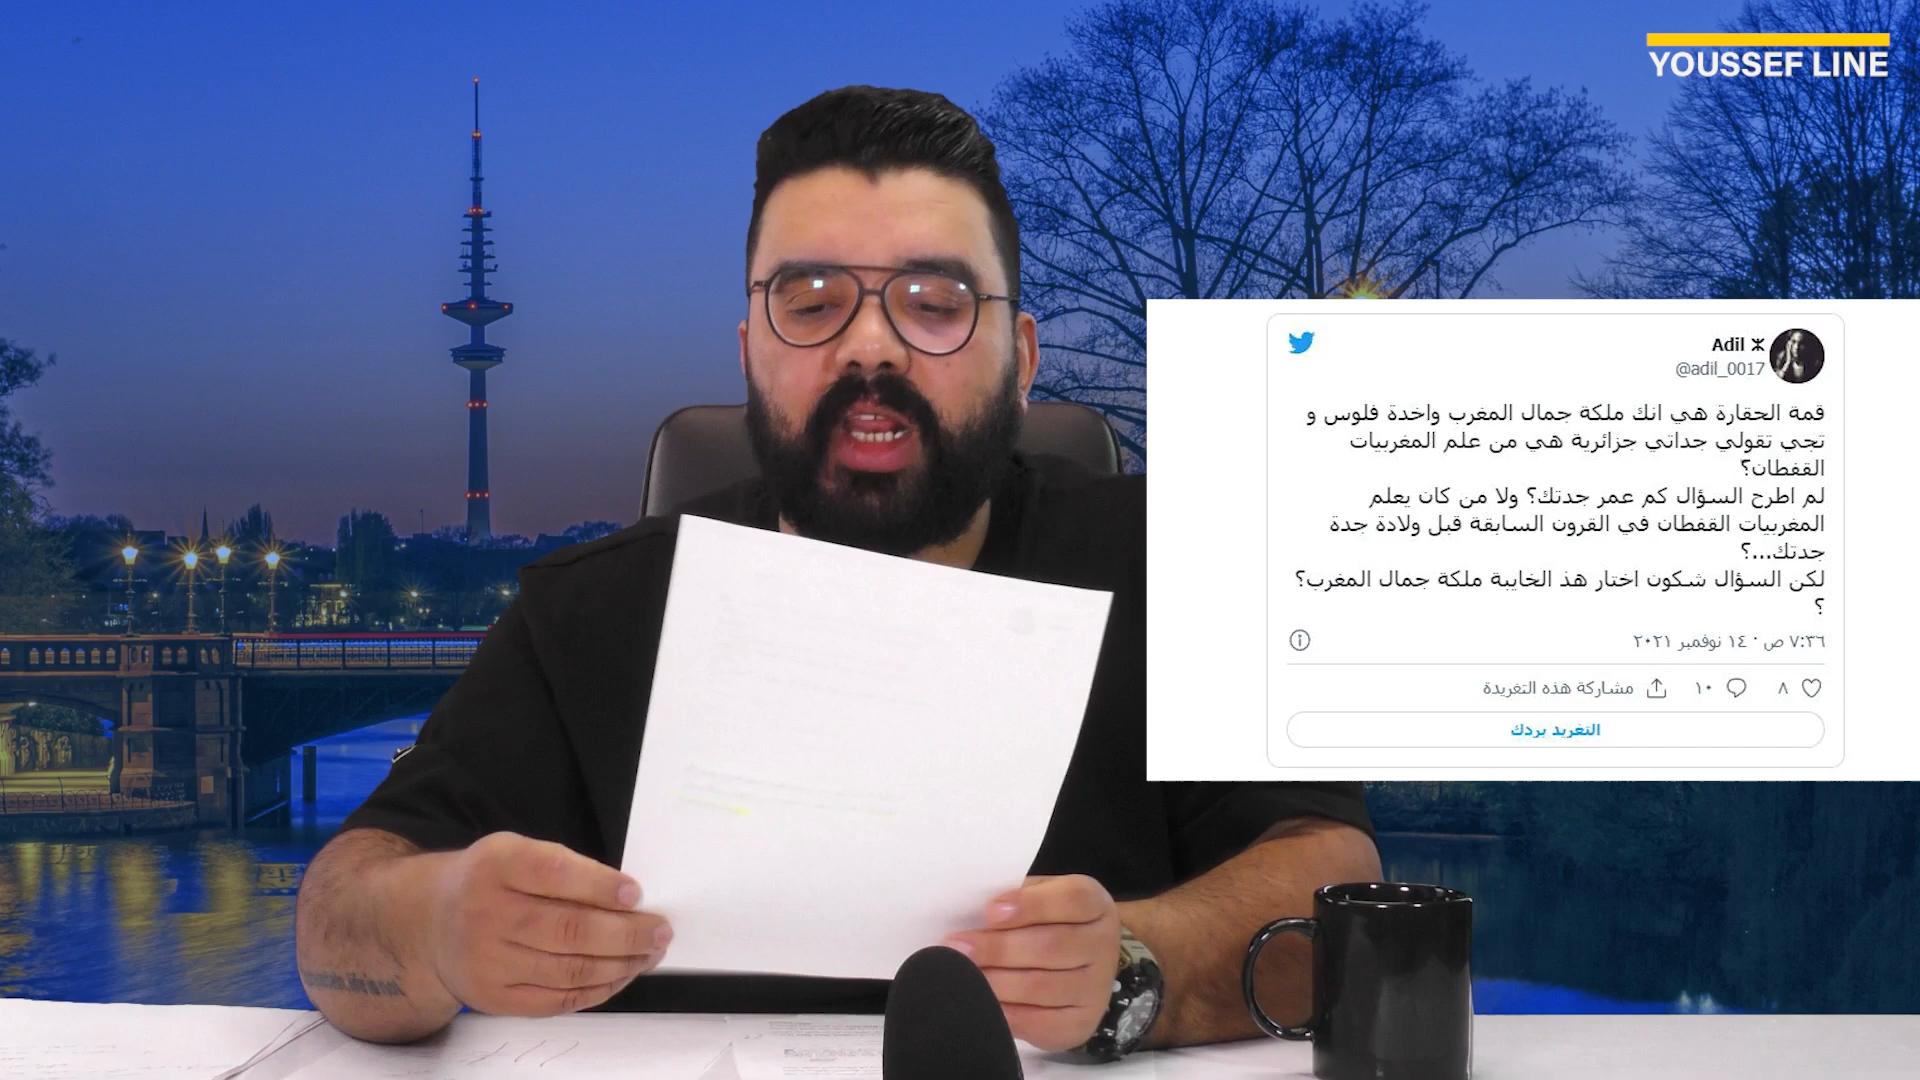 YOUSSEF LINE
Adil ⵣ
@adil_0017
قمة الحقارة هي انك ملكة جمال المغرب واخدة فلوس و
تجي تقولي جداتي جزائرية هي من علم المغربيات
القفطان؟
لم اطرح السؤال كم عمر جدتك؟ ولا من كان يعلم
المغربيات القفطان في القرون السابقة قبل ولادة جدة
جدتك...؟
لكن السؤال شكون اختار هذ الخايبة ملكة جمال المغرب؟
؟
٧:٣٦ ص · ١٤ نوفمبر ٢٠٢١
٨ ١٠ مشاركة هذه التغريدة
التغريد بردك